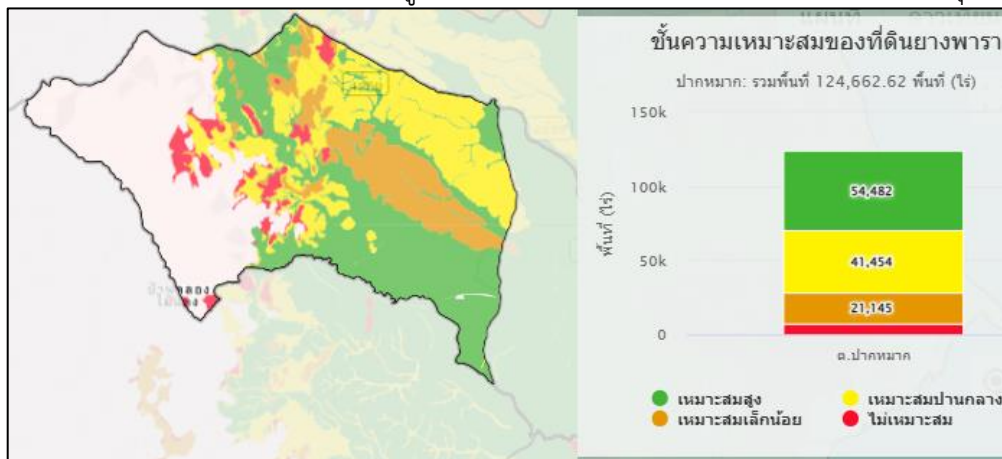 ชั้นความเหมาะสมของที่ดินยางพารา
ปากหมาก: รวมพื้นที่ 124,662.62 พื้นที่ (ไร่)
150k
100k
50k
0
พื้นที่ (ไร่)
54,482
41,454
21,145
ต.ปากหมาก
เหมาะสมสูง
เหมาะสมปานกลาง
เหมาะสมเล็กน้อย
ไม่เหมาะสม